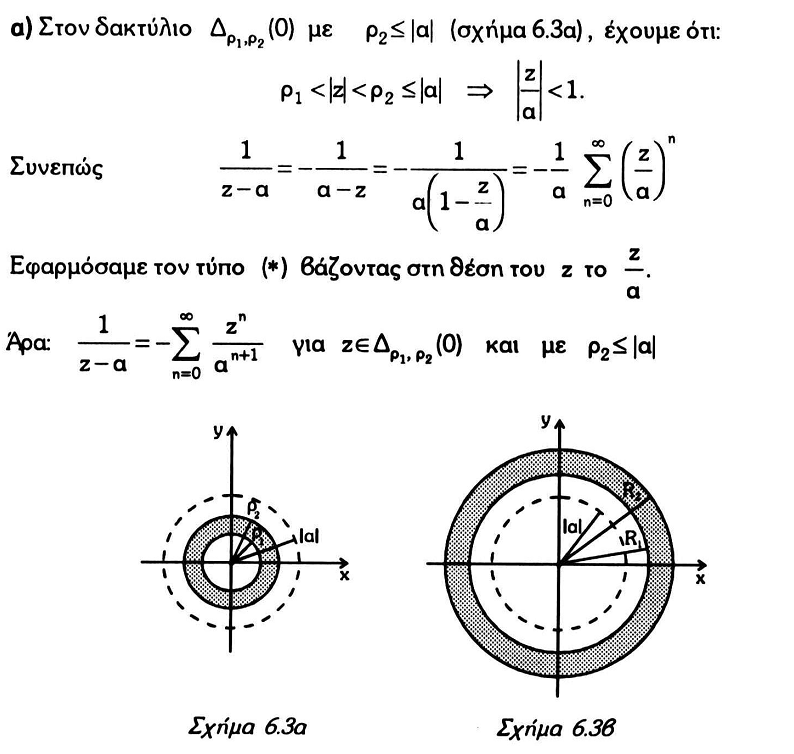 α) Στον δακτύλιο Δ_{ρ₁,ρ₂}(0) με ρ₂≤|α| (σχήμα 6.3α), έχουμε ότι:
ρ₁<|z|<ρ₂≤|α| ⇒ |z/α|<1.
Συνεπώς 1/(z-α) = -1/(α-z) = -1/(α(1-z/α)) = -1/α ∑_{n=0}^{∞} (z/α)^n
Εφαρμόσαμε τον τύπο (*) βάζοντας στη θέση του z το z/α.
Άρα: 1/(z-α) = -∑_{n=0}^{∞} z^n/α^{n+1} για z∈Δ_{ρ₁,ρ₂}(0) και με ρ₂≤|α|
y
ρ₂
ρ₁
|α|
x
Σχήμα 6.3α
y
R₂
|α|
R₁
x
Σχήμα 6.3β